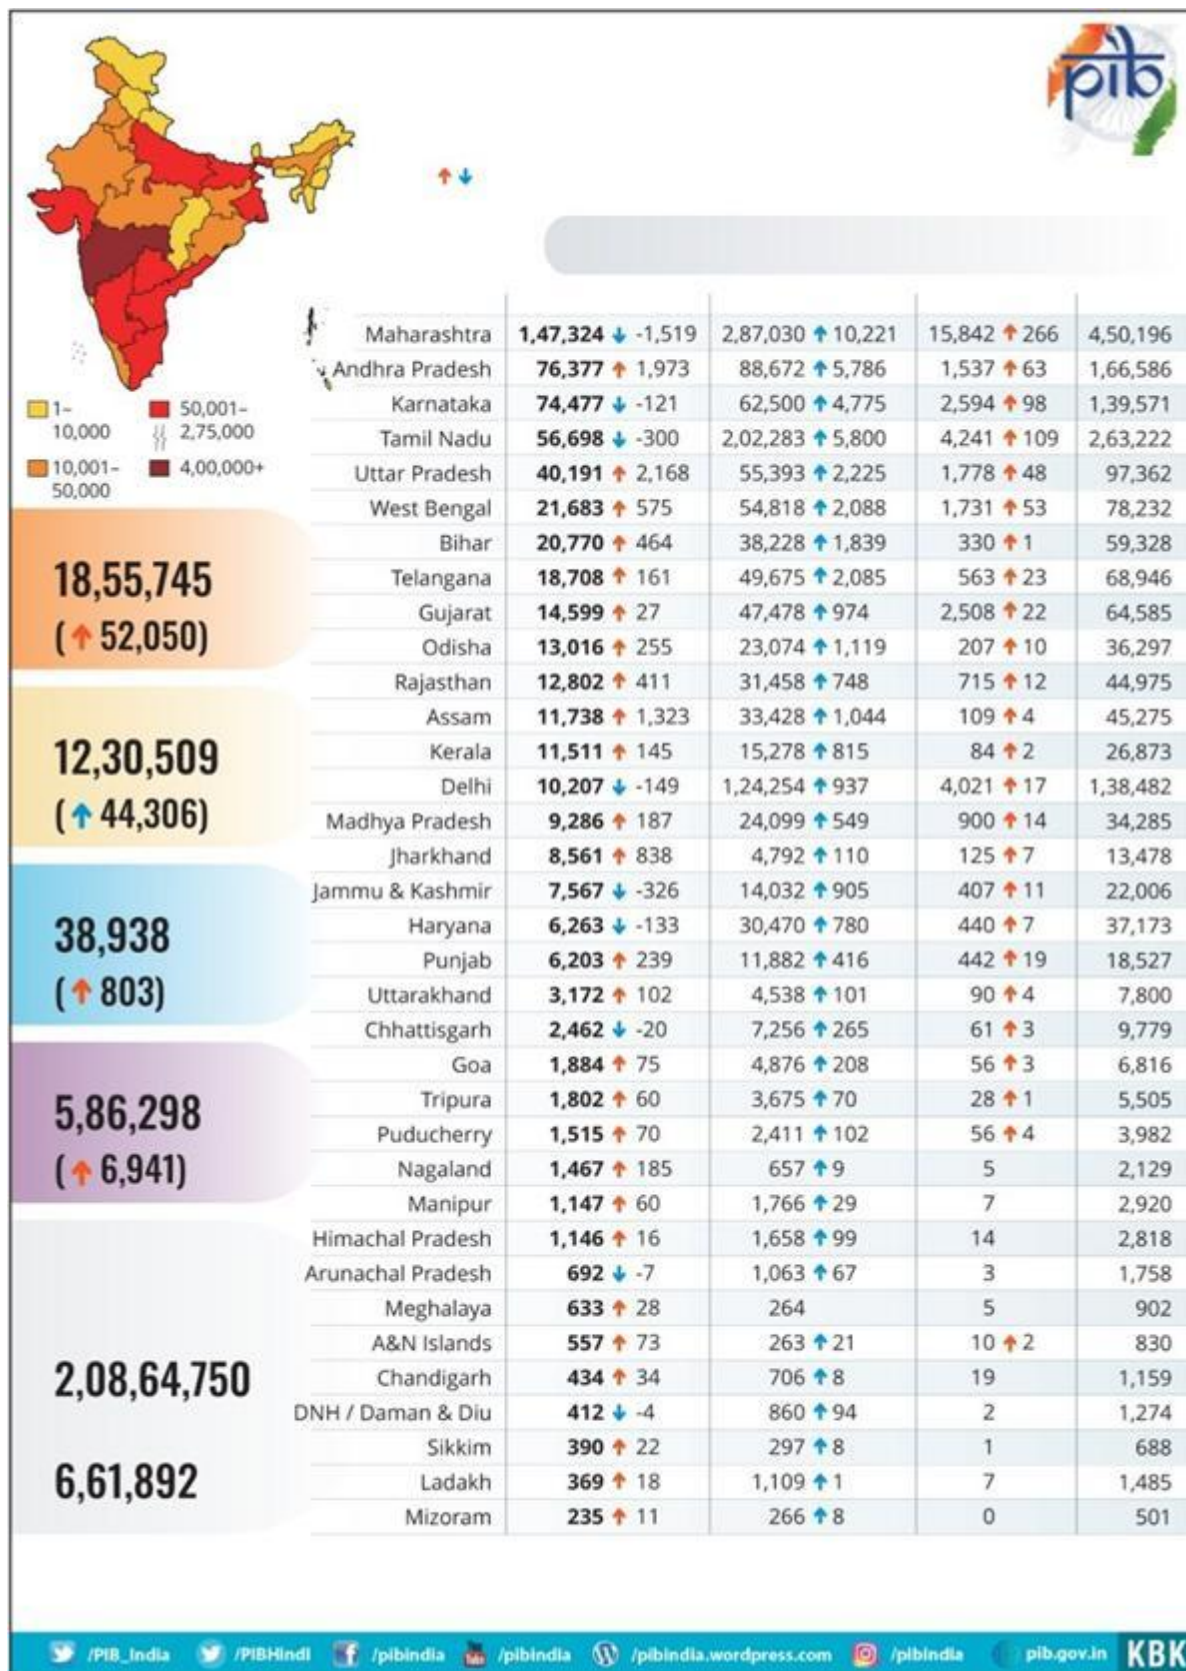 pib
1–
10,000
50,001–
2,75,000
10,001–
50,000
4,00,000+
18,55,745
(↑ 52,050)
12,30,509
(↑ 44,306)
38,938
(↑ 803)
5,86,298
(↑ 6,941)
2,08,64,750
6,61,892
↑ ↓
Maharashtra 1,47,324 ↓ -1,519 2,87,030 ↑ 10,221 15,842 ↑ 266 4,50,196
Andhra Pradesh 76,377 ↑ 1,973 88,672 ↑ 5,786 1,537 ↑ 63 1,66,586
Karnataka 74,477 ↓ -121 62,500 ↑ 4,775 2,594 ↑ 98 1,39,571
Tamil Nadu 56,698 ↓ -300 2,02,283 ↑ 5,800 4,241 ↑ 109 2,63,222
Uttar Pradesh 40,191 ↑ 2,168 55,393 ↑ 2,225 1,778 ↑ 48 97,362
West Bengal 21,683 ↑ 575 54,818 ↑ 2,088 1,731 ↑ 53 78,232
Bihar 20,770 ↑ 464 38,228 ↑ 1,839 330 ↑ 1 59,328
Telangana 18,708 ↑ 161 49,675 ↑ 2,085 563 ↑ 23 68,946
Gujarat 14,599 ↑ 27 47,478 ↑ 974 2,508 ↑ 22 64,585
Odisha 13,016 ↑ 255 23,074 ↑ 1,119 207 ↑ 10 36,297
Rajasthan 12,802 ↑ 411 31,458 ↑ 748 715 ↑ 12 44,975
Assam 11,738 ↑ 1,323 33,428 ↑ 1,044 109 ↑ 4 45,275
Kerala 11,511 ↑ 145 15,278 ↑ 815 84 ↑ 2 26,873
Delhi 10,207 ↓ -149 1,24,254 ↑ 937 4,021 ↑ 17 1,38,482
Madhya Pradesh 9,286 ↑ 187 24,099 ↑ 549 900 ↑ 14 34,285
Jharkhand 8,561 ↑ 838 4,792 ↑ 110 125 ↑ 7 13,478
Jammu & Kashmir 7,567 ↓ -326 14,032 ↑ 905 407 ↑ 11 22,006
Haryana 6,263 ↓ -133 30,470 ↑ 780 440 ↑ 7 37,173
Punjab 6,203 ↑ 239 11,882 ↑ 416 442 ↑ 19 18,527
Uttarakhand 3,172 ↑ 102 4,538 ↑ 101 90 ↑ 4 7,800
Chhattisgarh 2,462 ↓ -20 7,256 ↑ 265 61 ↑ 3 9,779
Goa 1,884 ↑ 75 4,876 ↑ 208 56 ↑ 3 6,816
Tripura 1,802 ↑ 60 3,675 ↑ 70 28 ↑ 1 5,505
Puducherry 1,515 ↑ 70 2,411 ↑ 102 56 ↑ 4 3,982
Nagaland 1,467 ↑ 185 657 ↑ 9 5 2,129
Manipur 1,147 ↑ 60 1,766 ↑ 29 7 2,920
Himachal Pradesh 1,146 ↑ 16 1,658 ↑ 99 14 2,818
Arunachal Pradesh 692 ↓ -7 1,063 ↑ 67 3 1,758
Meghalaya 633 ↑ 28 264 5 902
A&N Islands 557 ↑ 73 263 ↑ 21 10 ↑ 2 830
Chandigarh 434 ↑ 34 706 ↑ 8 19 1,159
DNH / Daman & Diu 412 ↓ -4 860 ↑ 94 2 1,274
Sikkim 390 ↑ 22 297 ↑ 8 1 688
Ladakh 369 ↑ 18 1,109 ↑ 1 7 1,485
Mizoram 235 ↑ 11 266 ↑ 8 0 501
/PIB_India /PIBHindi /pibindia /pibindia /pibindia.wordpress.com /pibindia pib.gov.in KBK